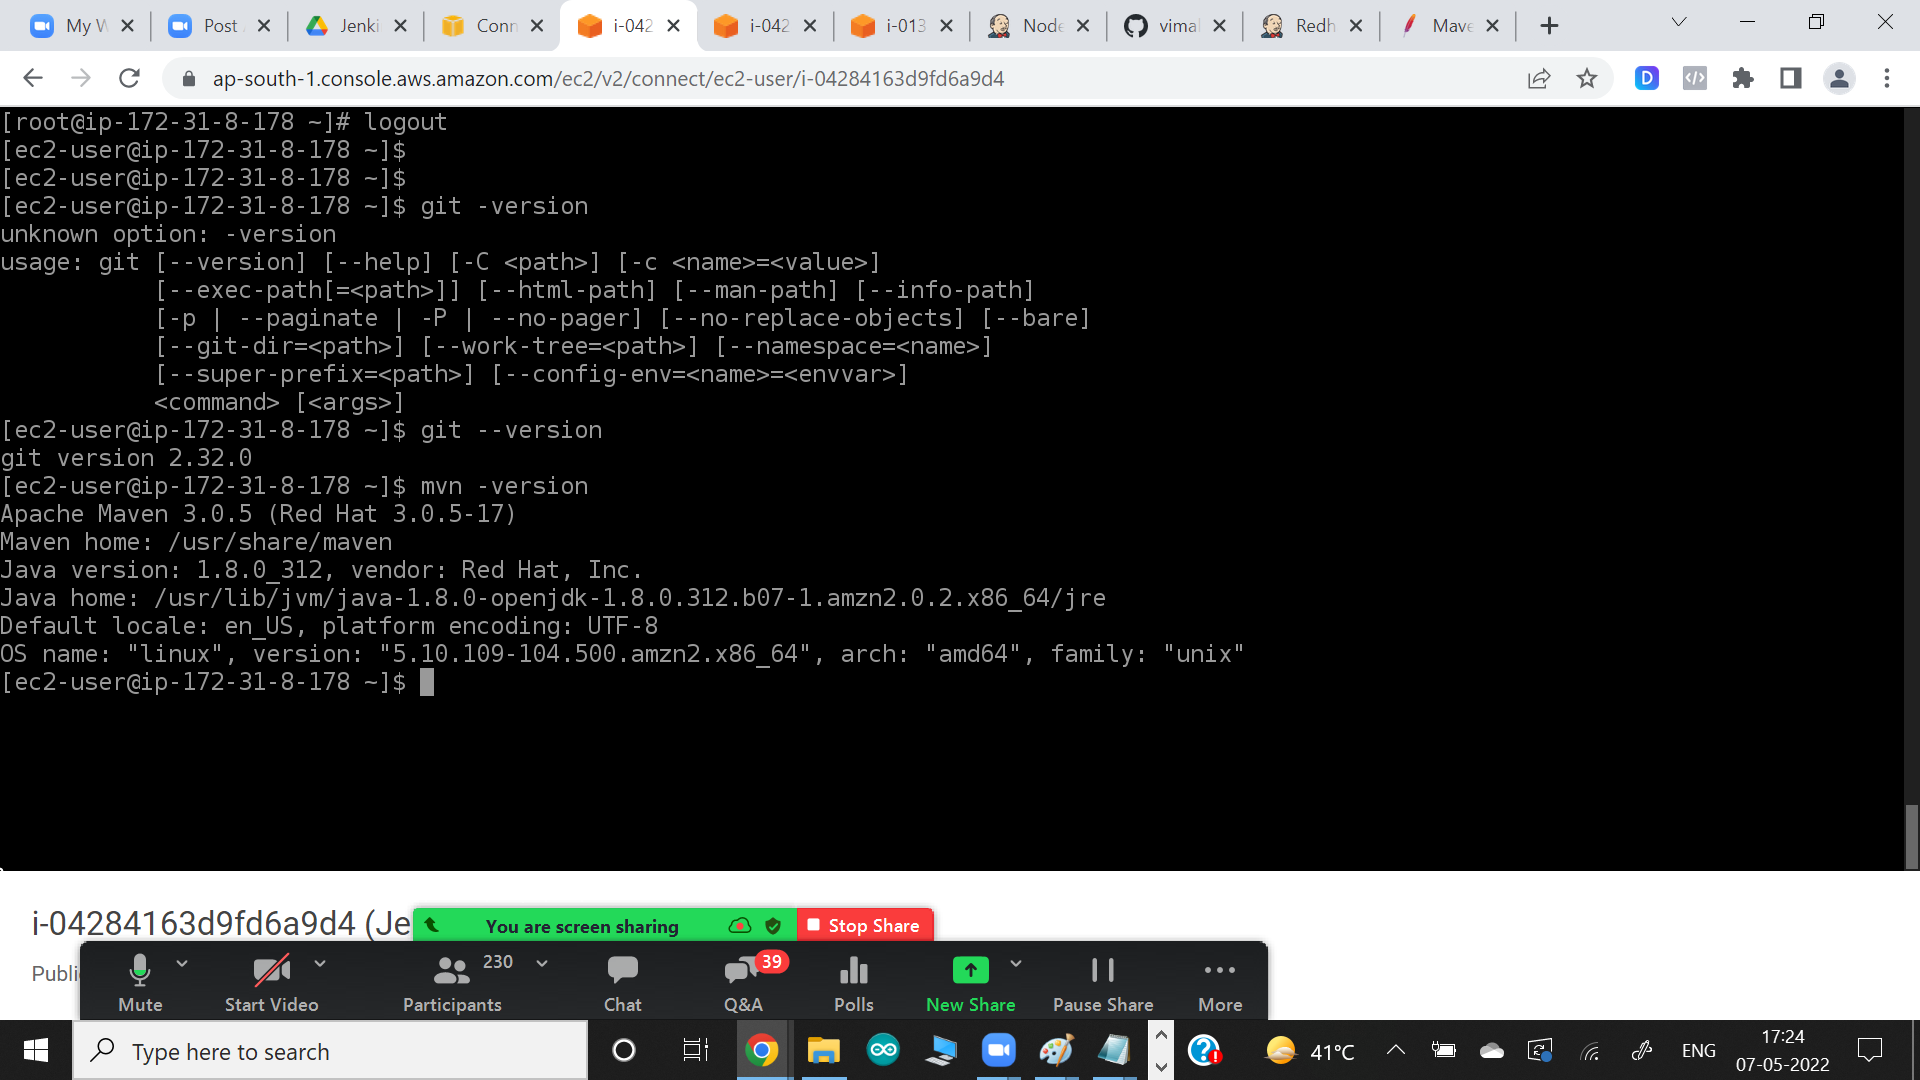 My W
Post
Jenki
Conn
i-042
i-042
i-013
Node
vimal
Redh
Mave
ap-south-1.console.aws.amazon.com/ec2/v2/connect/ec2-user/i-04284163d9fd6a9d4
[root@ip-172-31-8-178 ~]# logout
[ec2-user@ip-172-31-8-178 ~]$
[ec2-user@ip-172-31-8-178 ~]$
[ec2-user@ip-172-31-8-178 ~]$ git -version
unknown option: -version
usage: git [--version] [--help] [-C <path>] [-c <name>=<value>]
[--exec-path[=<path>]] [--html-path] [--man-path] [--info-path]
[-p | --paginate | -P | --no-pager] [--no-replace-objects] [--bare]
[--git-dir=<path>] [--work-tree=<path>] [--namespace=<name>]
[--super-prefix=<path>] [--config-env=<name>=<envvar>]
<command> [<args>]
[ec2-user@ip-172-31-8-178 ~]$ git --version
git version 2.32.0
[ec2-user@ip-172-31-8-178 ~]$ mvn -version
Apache Maven 3.0.5 (Red Hat 3.0.5-17)
Maven home: /usr/share/maven
Java version: 1.8.0_312, vendor: Red Hat, Inc.
Java home: /usr/lib/jvm/java-1.8.0-openjdk-1.8.0.312.b07-1.amzn2.0.2.x86_64/jre
Default locale: en_US, platform encoding: UTF-8
OS name: "linux", version: "5.10.109-104.500.amzn2.x86_64", arch: "amd64", family: "unix"
[ec2-user@ip-172-31-8-178 ~]$
i-04284163d9fd6a9d4 (Je
You are screen sharing
Stop Share
Publi
230
39
Mute
Start Video
Participants
Chat
Q&A
Polls
New Share
Pause Share
More
Type here to search
41°C
ENG
17:24
07-05-2022